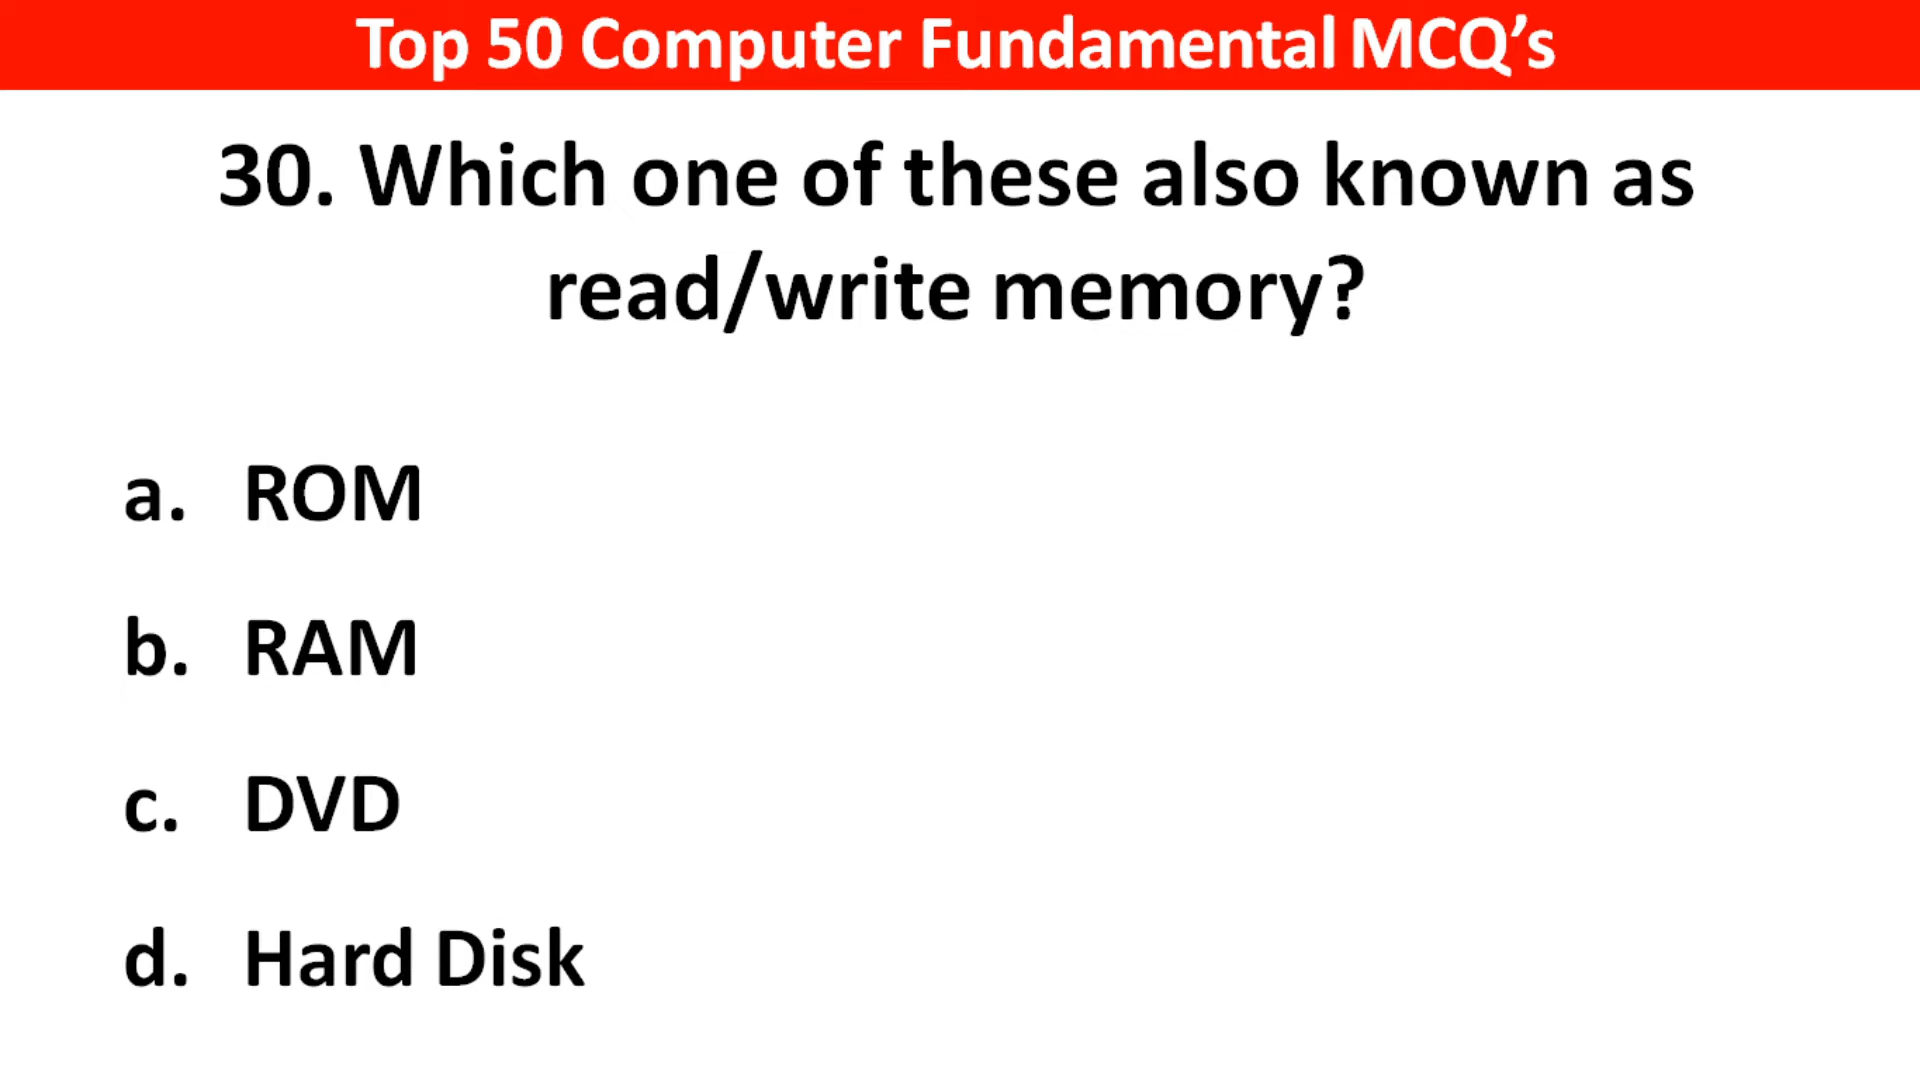 Top 50 Computer Fundamental MCQ’s
30. Which one of these also known as
read/write memory?
a. ROM
b. RAM
c. DVD
d. Hard Disk